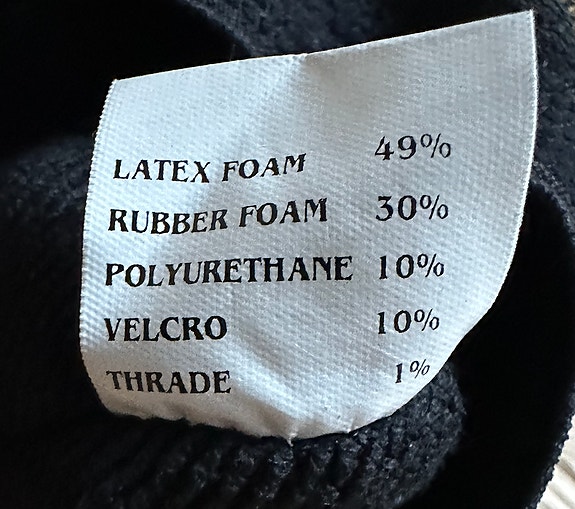 LATEX FOAM 49%
RUBBER FOAM 30%
POLYURETHANE 10%
VELCRO 10%
THRADE 1%